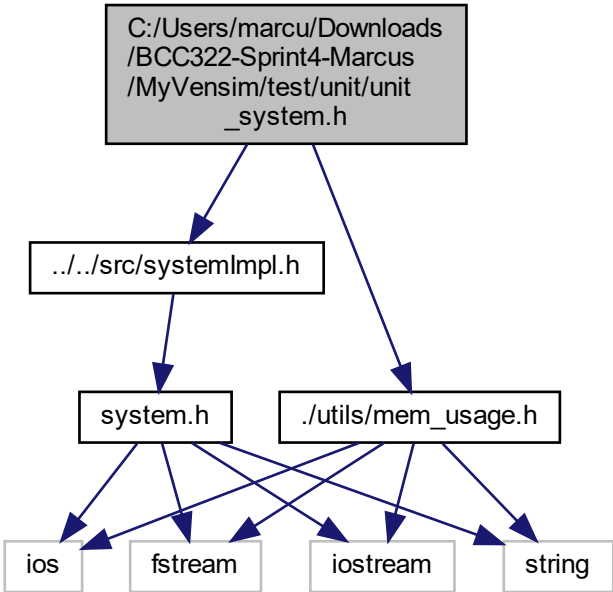 C:/Users/marcu/Downloads
/BCC322-Sprint4-Marcus
/MyVensim/test/unit/unit
_system.h
../../src/systemImpl.h
system.h
./utils/mem_usage.h
ios
fstream
iostream
string